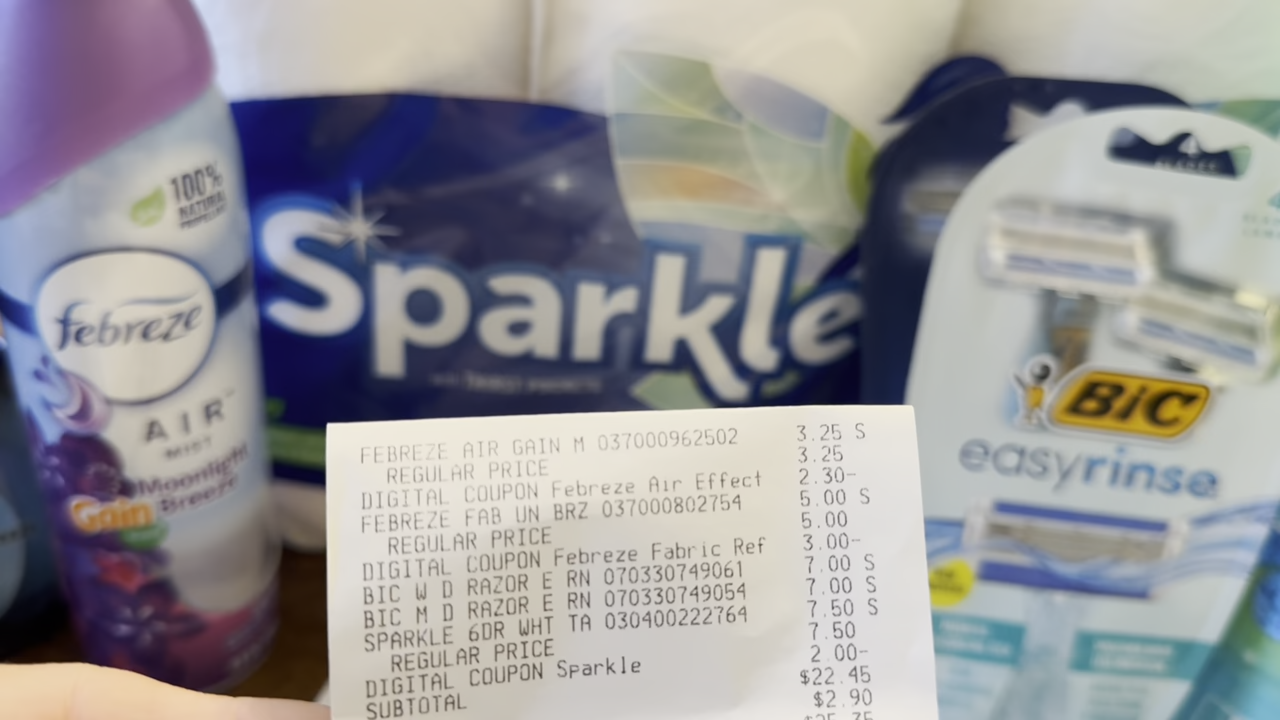 100%
NATURAL
PROPELLENT
febreze
AIR
MIST
Moonlight
Breeze
Gain
Sparkle
4
BiC
easyrinse
FEBREZE AIR GAIN M 037000962502 3.25 S
REGULAR PRICE 3.25
DIGITAL COUPON Febreze Air Effect 2.30-
FEBREZE FAB UN BRZ 037000802754 5.00 S
REGULAR PRICE 5.00
DIGITAL COUPON Febreze Fabric Ref 3.00-
BIC W D RAZOR E RN 070330749061 7.00 S
BIC M D RAZOR E RN 070330749054 7.00 S
SPARKLE 6DR WHT TA 030400222764 7.50 S
REGULAR PRICE 7.50
DIGITAL COUPON Sparkle 2.00-
SUBTOTAL $22.45
$2.90